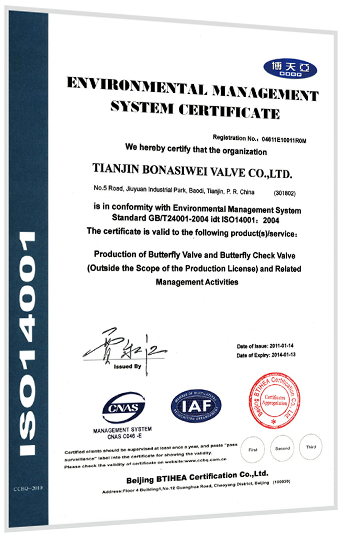 博天亞
ENVIRONMENTAL MANAGEMENT
SYSTEM CERTIFICATE
Registration No.: 04611E10011R0M
We hereby certify that the organization
TIANJIN BONASIWEI VALVE CO.,LTD.
No.5 Road, Jiuyuan Industrial Park, Baodi, Tianjin, P. R. China (301802)
is in conformity with Environmental Management System
Standard GB/T24001-2004 idt ISO14001: 2004
The certificate is valid to the following product(s)/service:
Production of Butterfly Valve and Butterfly Check Valve
(Outside the Scope of the Production License) and Related
Management Activities
ISO14001
Issued By
Date of Issue: 2011-01-14
Date of Expiry: 2014-01-13
CNAS
IAF
MANAGEMENT SYSTEM
CNAS C046-E
Beijing BTIHEA Certification Co., Ltd.
Certificate
Appropriative
Certified clients should be supervised at least once a year, and paste "pass
surveillance" label into the certificate for showing the validity.
Please check the validity of certificate on website:www.ccbq.com.cn
First
Second
Third
Beijing BTIHEA Certification Co.,Ltd.
Address:Floor 4 Building1,No.12 Guanghua Road, Chaoyang District, Beijing (100020)